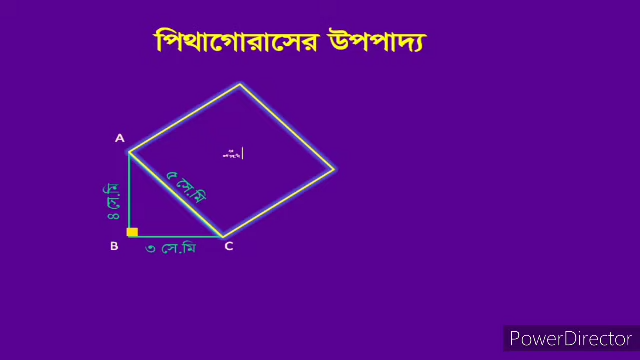 পিথাগোরাসের উপপাদ্য
A
৪ সে.মি
৫ সে.মি
B
৩ সে.মি
C
PowerDirector